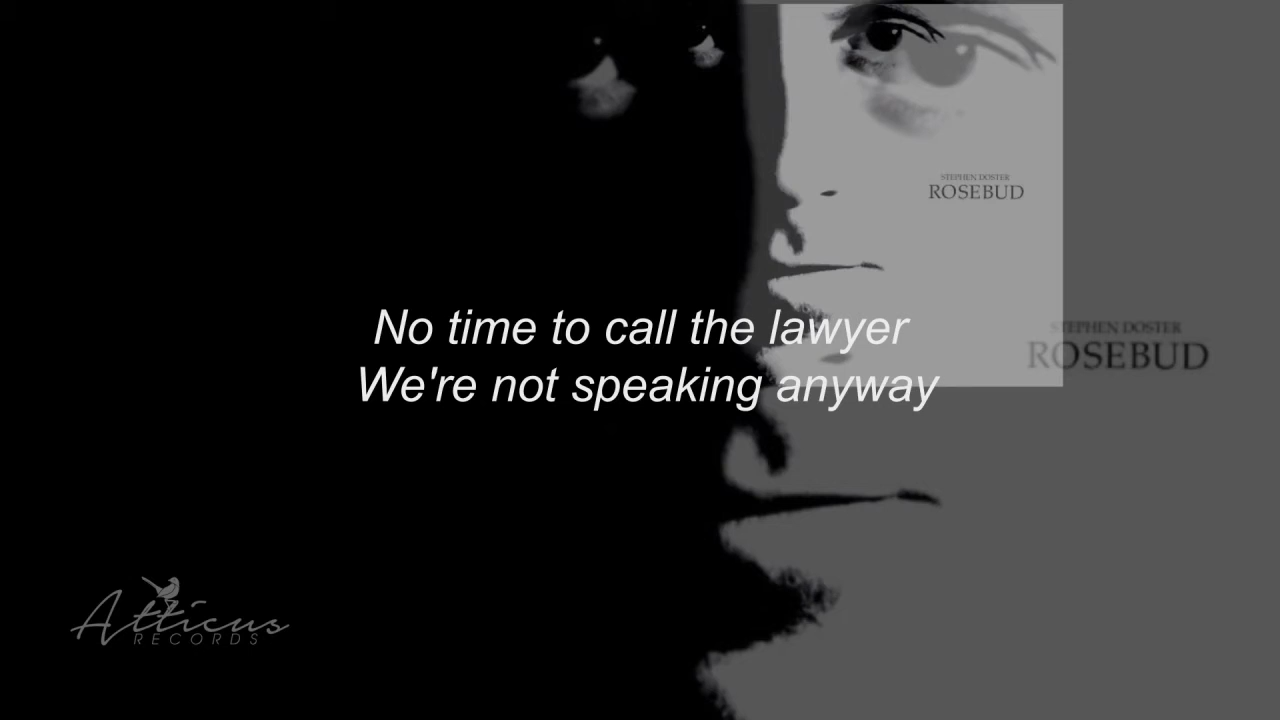 STEPHEN DOSTER
ROSEBUD
No time to call the lawyer
We're not speaking anyway
STEPHEN DOSTER
ROSEBUD
Atticus
RECORDS